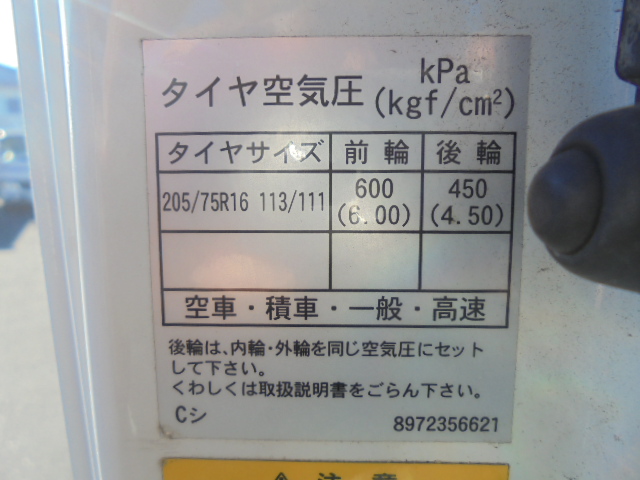 タイヤ空気圧 kPa
(kgf/cm²)
タイヤサイズ 前輪 後輪
205/75R16 113/111 600 450
(6.00) (4.50)
空車・積車・一般・高速
後輪は、内輪・外輪を同じ空気圧にセット
して下さい。
くわしくは取扱説明書をごらん下さい。
Cシ 8972356621
⚠注意